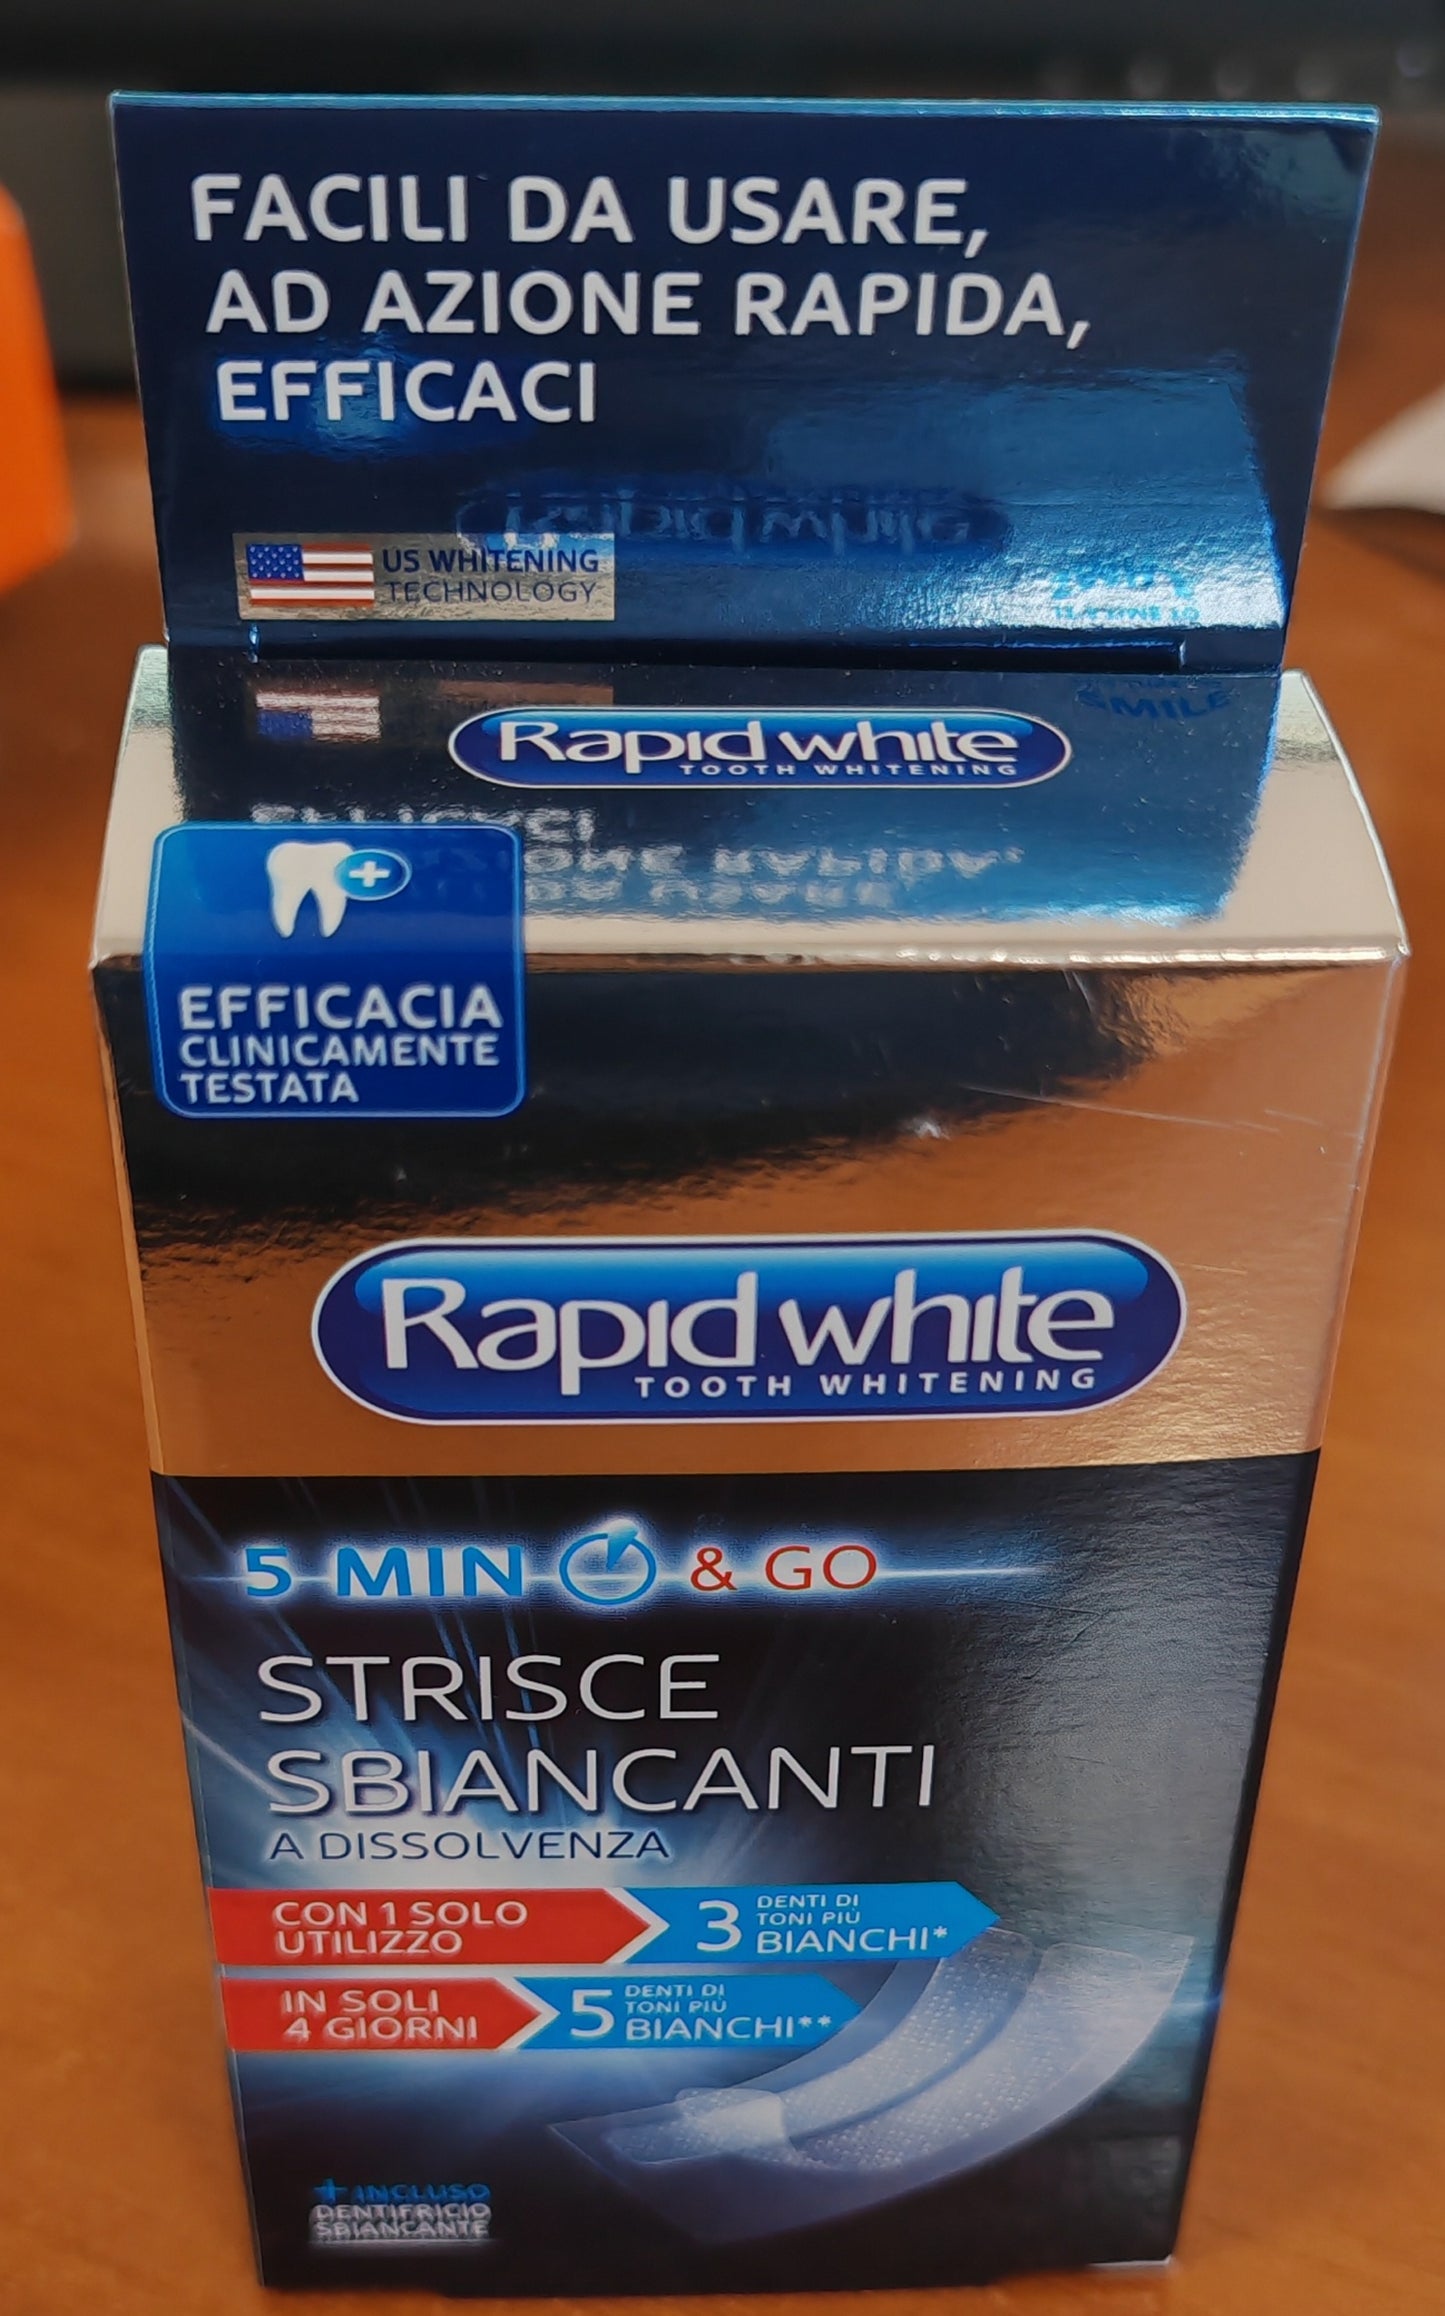 FACILI DA USARE,
AD AZIONE RAPIDA,
EFFICACI
US WHITENING
TECHNOLOGY
SMILE
Rapid white
TOOTH WHITENING
EFFICACIA
CLINICAMENTE
TESTATA
Rapid white
TOOTH WHITENING
5 MIN & GO
STRISCE
SBIANCANTI
A DISSOLVENZA
CON 1 SOLO
UTILIZZO
3 DENTI DI
TONI PIÙ
BIANCHI*
IN SOLI
4 GIORNI
5 DENTI DI
TONI PIÙ
BIANCHI**
+ INCLUSO
DENTIFRICIO
SBIANCANTE